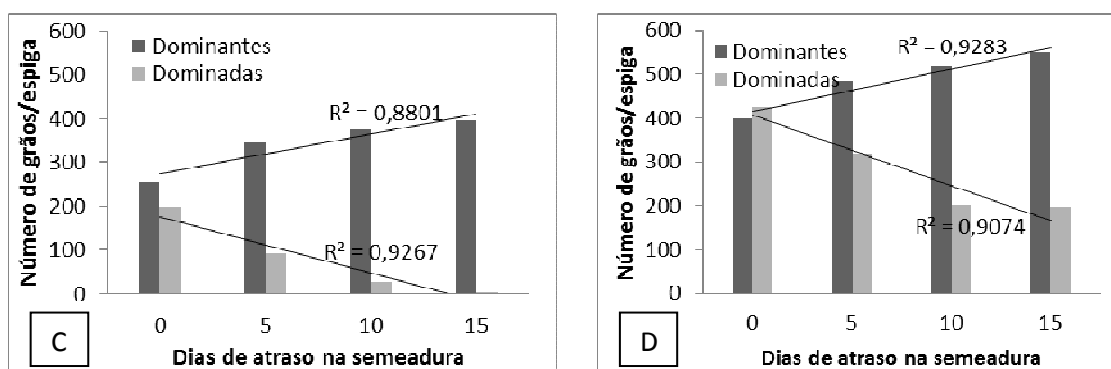 600
500
400
300
200
100
0
Número de grãos/espiga
Dominantes
Dominadas
R² = 0,8801
R² = 0,9267
0 5 10 15
Dias de atraso na semeadura
C
600
500
400
300
200
100
0
Número de grãos/espiga
Dominantes
Dominadas
R² = 0,9283
R² = 0,9074
0 5 10 15
Dias de atraso na semeadura
D